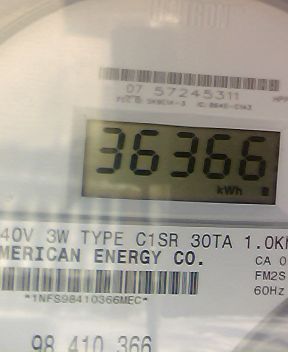 07 57245311
36366
kWh
40V 3W TYPE C1SR 30TA 1.0K
MERICAN ENERGY CO.
CA 0
FM2S
60Hz
*1NFS98410366MEC*
98 410 366